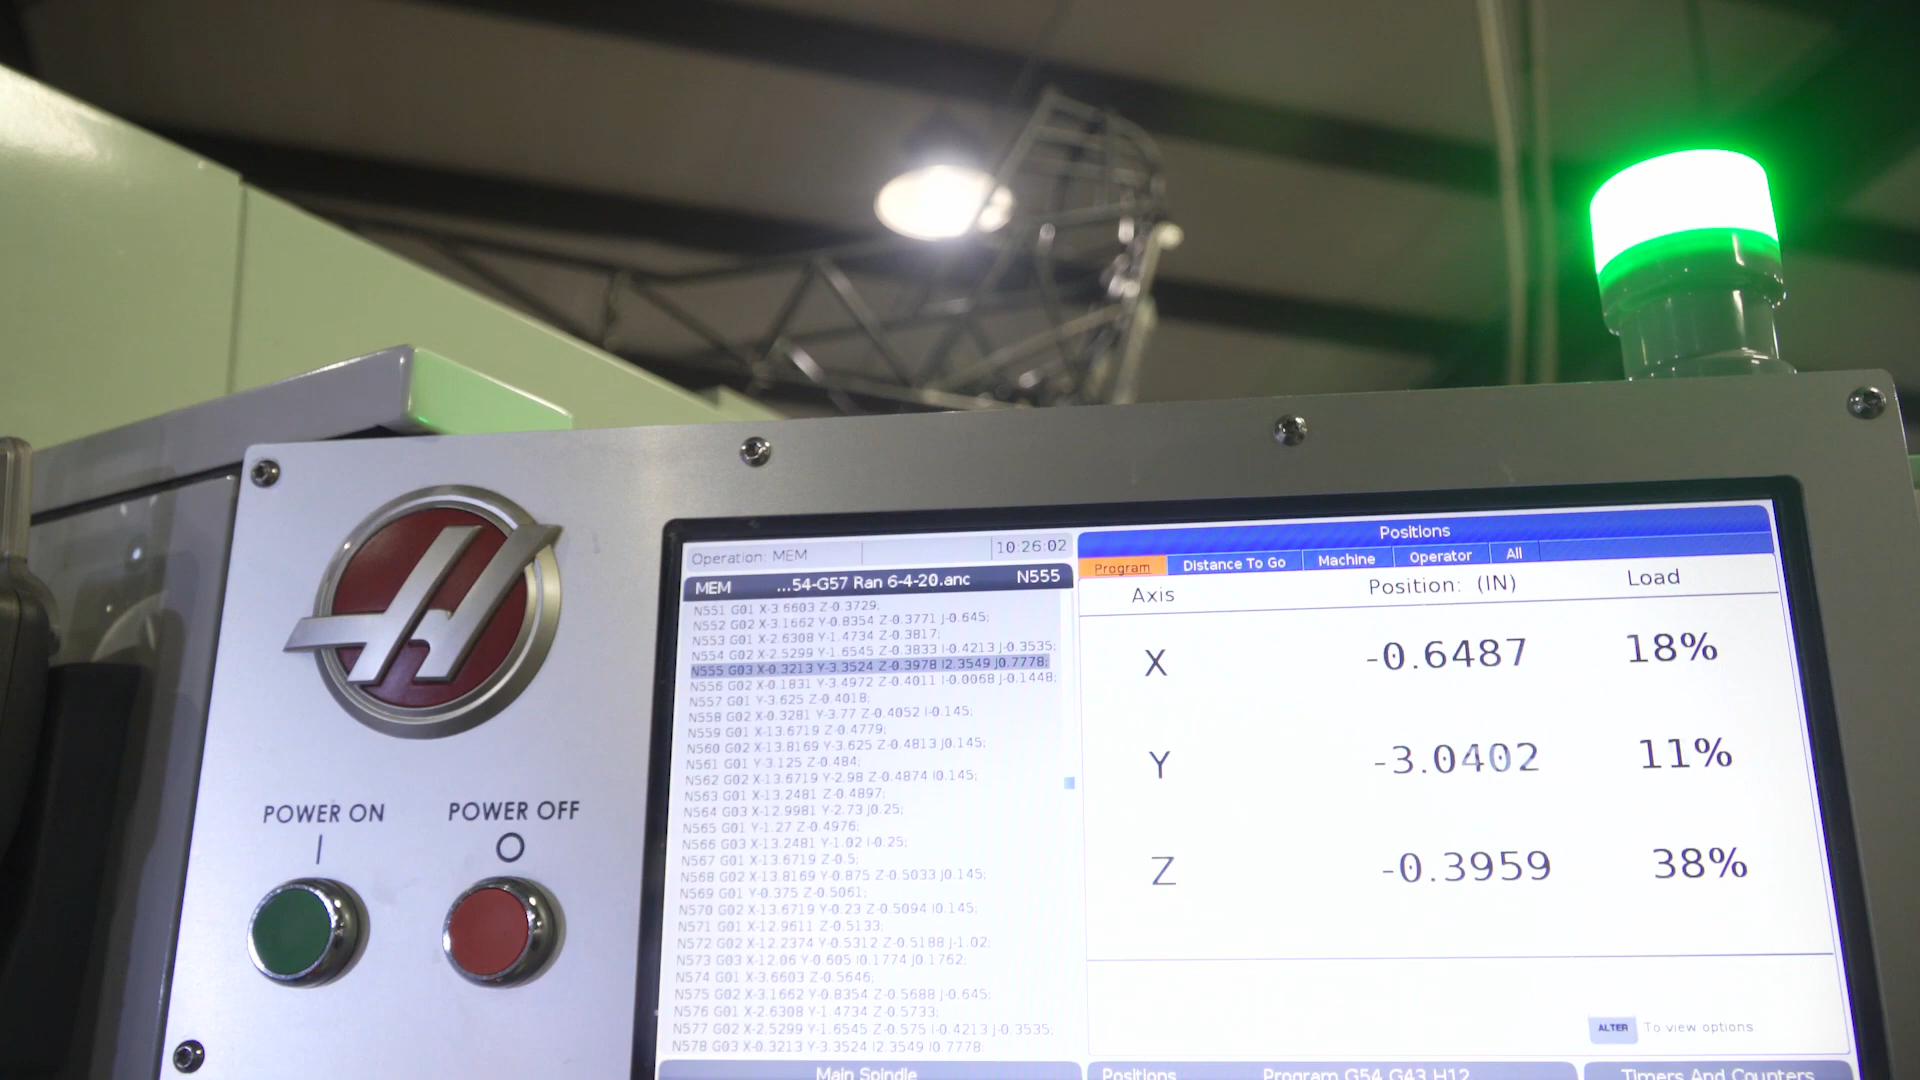 POWER ON
POWER OFF
Operation: MEM
10:26:02
MEM ...54-G57 Ran 6-4-20.anc N555
N551 G01 X-3.6603 Z-0.3729;
N552 G02 X-3.1662 Y-0.8354 Z-0.3771 J-0.645;
N553 G01 X-2.6308 Y-1.4734 Z-0.3817;
N554 G02 X-2.5299 Y-1.6545 Z-0.3833 I-0.4213 J-0.3535;
N555 G03 X-0.3213 Y-3.3524 Z-0.3978 I2.3549 J0.7778;
N556 G02 X-0.1831 Y-3.4972 Z-0.4011 I-0.0068 J-0.1448;
N557 G01 Y-3.625 Z-0.4018;
N558 G02 X-0.3281 Y-3.77 Z-0.4052 I-0.145;
N559 G01 X-13.6719 Z-0.4779;
N560 G02 X-13.8169 Y-3.625 Z-0.4813 J0.145;
N561 G01 Y-3.125 Z-0.484;
N562 G02 X-13.6719 Y-2.98 Z-0.4874 I0.145;
N563 G01 X-13.2481 Z-0.4897;
N564 G03 X-12.9981 Y-2.73 J0.25;
N565 G01 Y-1.27 Z-0.4976;
N566 G03 X-13.2481 Y-1.02 I-0.25;
N567 G01 X-13.6719 Z-0.5;
N568 G02 X-13.8169 Y-0.875 Z-0.5033 J0.145;
N569 G01 Y-0.375 Z-0.5061;
N570 G02 X-13.6719 Y-0.23 Z-0.5094 I0.145;
N571 G01 X-12.9611 Z-0.5133;
N572 G02 X-12.2374 Y-0.5312 Z-0.5188 J-1.02;
N573 G03 X-12.06 Y-0.605 I0.1774 J0.1762;
N574 G01 X-3.6603 Z-0.5646;
N575 G02 X-3.1662 Y-0.8354 Z-0.5688 J-0.645;
N576 G01 X-2.6308 Y-1.4734 Z-0.5733;
N577 G02 X-2.5299 Y-1.6545 Z-0.575 I-0.4213 J-0.3535;
N578 G03 X-0.3213 Y-3.3524 I2.3549 J0.7778;
Main Spindle
Positions
Program Distance To Go Machine Operator All
Axis Position: (IN) Load
X -0.6487 18%
Y -3.0402 11%
Z -0.3959 38%
ALTER To view options
Positions Program G54 G43 H12
Timers And Counters